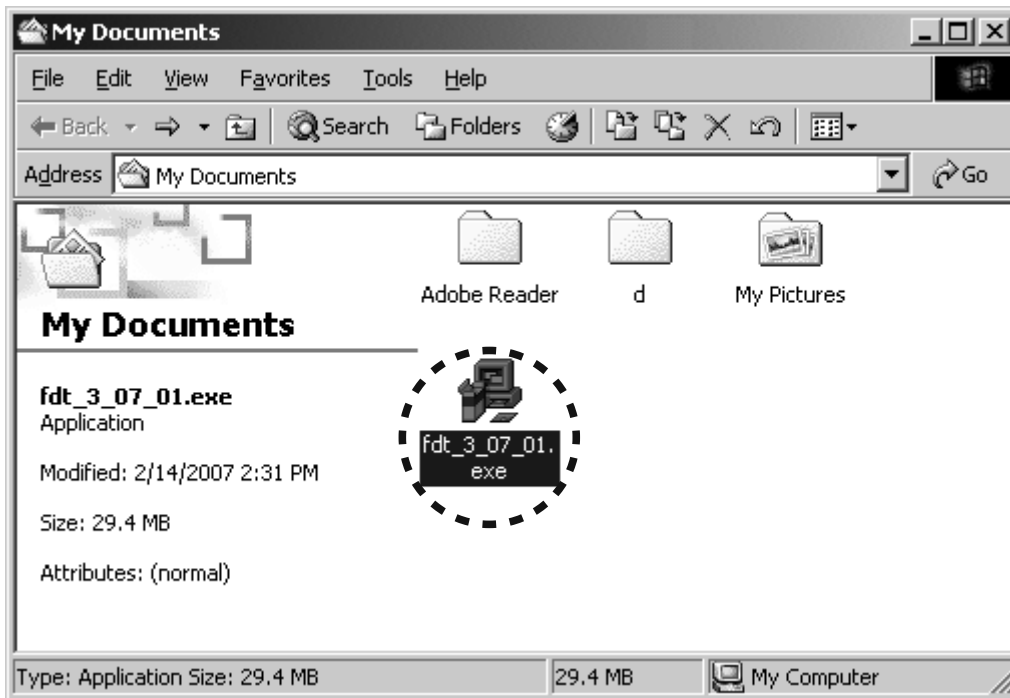 My Documents
File Edit View Favorites Tools Help
Back Search Folders
Address My Documents Go
Adobe Reader d My Pictures
My Documents
fdt_3_07_01.exe
Application
Modified: 2/14/2007 2:31 PM
Size: 29.4 MB
Attributes: (normal)
fdt_3_07_01.
exe
Type: Application Size: 29.4 MB 29.4 MB My Computer